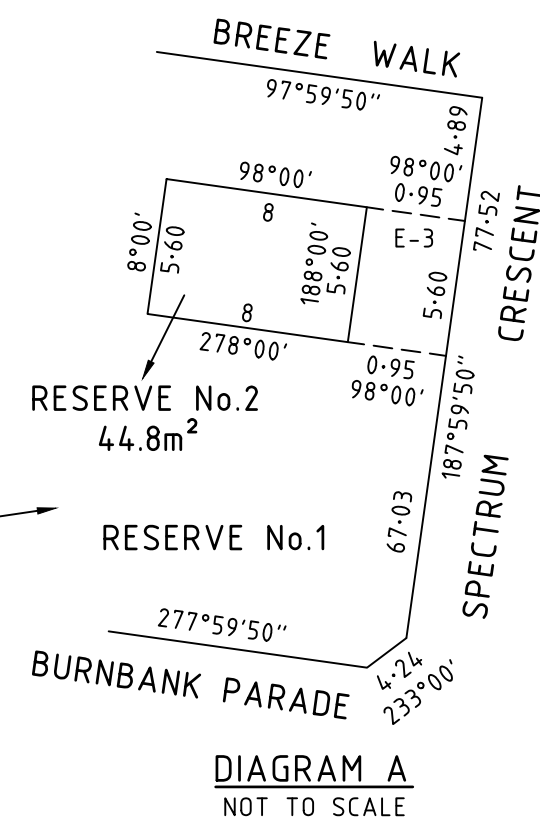 BREEZE WALK
97°59'50"
4·89
98°00'
0·95
98°00'
8
8°00'
5·60
188°00'
5·60
E-3
5·60
77·52
CRESCENT
8
278°00'
0·95
98°00'
RESERVE No.2
44.8m²
187°59'50"
SPECTRUM
67·03
RESERVE No.1
277°59'50"
BURNBANK PARADE
4·24
233°00'
DIAGRAM A
NOT TO SCALE